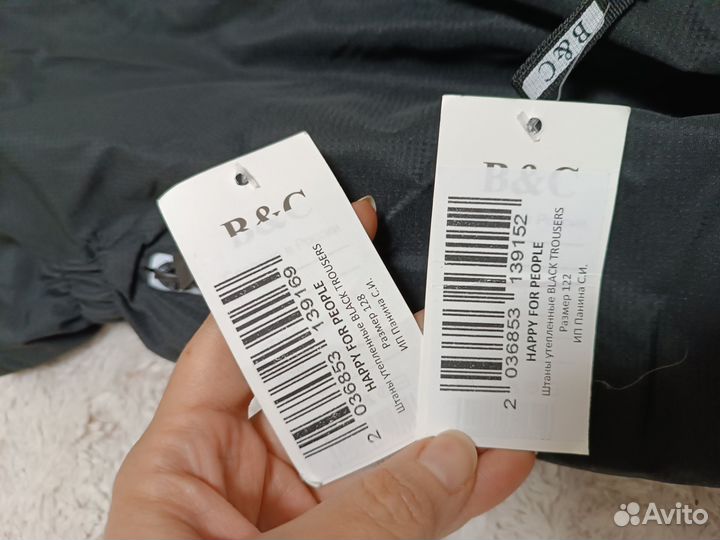 B&C
B&C
2 036853 139169
HAPPY FOR PEOPLE
Штаны утепленные BLACK TROUSERS
Размер 128
ИП Панина С.И.
B&C
2 036853 139152
HAPPY FOR PEOPLE
Штаны утепленные BLACK TROUSERS
Размер 122
ИП Панина С.И.
Avito